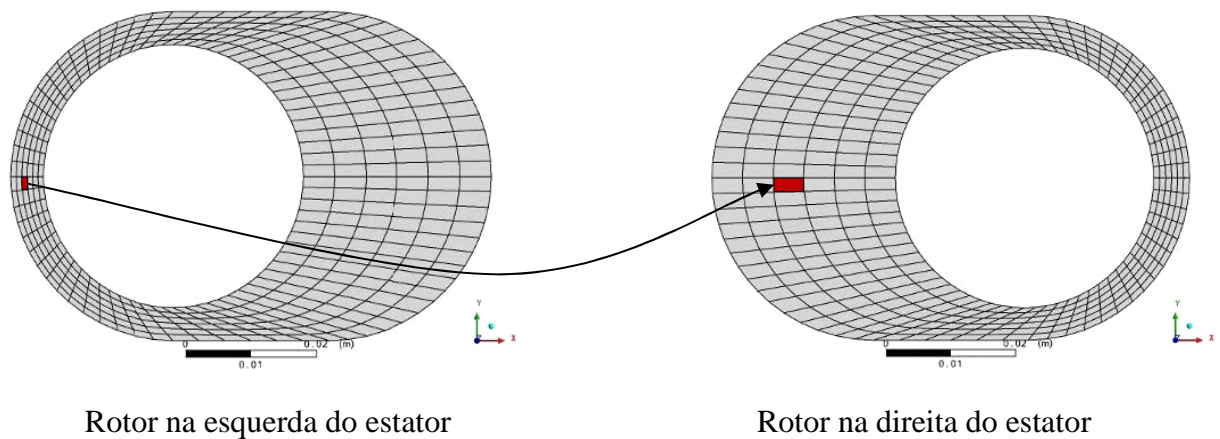 Y
X
0 0.02 (m)
0.01
Y
X
0 0.02 (m)
0.01
Rotor na esquerda do estator
Rotor na direita do estator